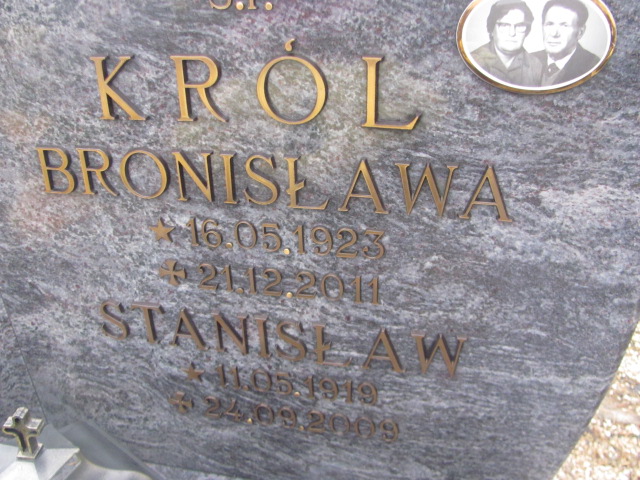 Ś.P.
KRÓL
BRONISŁAWA
★ 16.05.1923
✠ 21.12.2011
STANISŁAW
★ 11.05.1919
✠ 24.09.2009